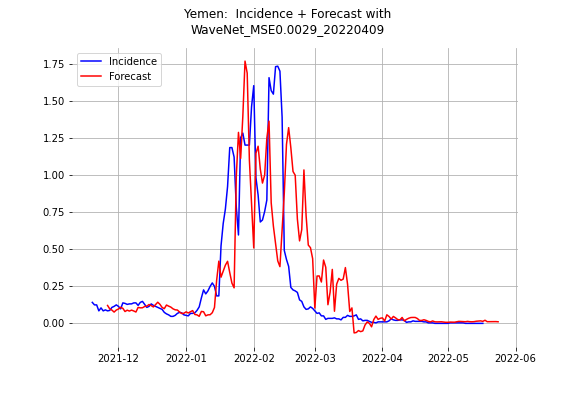 Yemen:  Incidence + Forecast with
WaveNet_MSE0.0029_20220409
Incidence
Forecast
1.75
1.50
1.25
1.00
0.75
0.50
0.25
0.00
2021-12 2022-01 2022-02 2022-03 2022-04 2022-05 2022-06